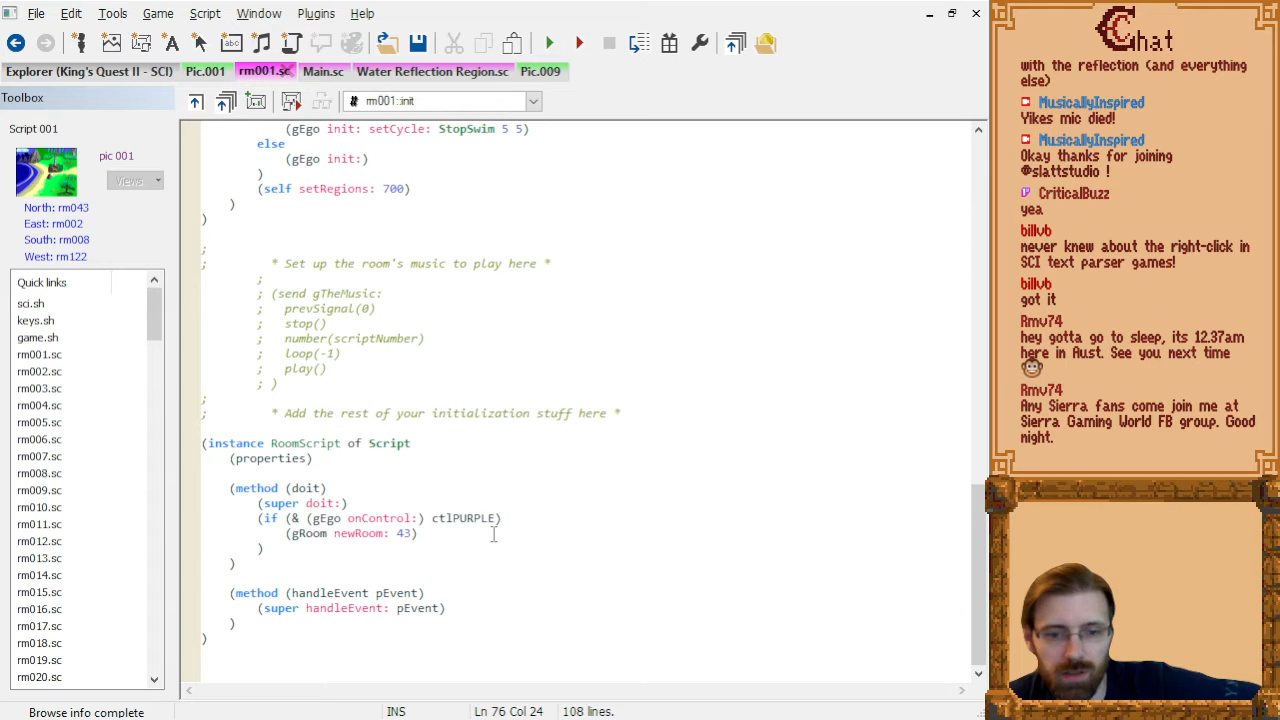 File Edit Tools Game Script Window Plugins Help
Explorer (King's Quest II - SCI) Pic.001 rm001.sc Main.sc Water Reflection Region.sc Pic.009
Toolbox
# rm001::init
Script 001
pic 001
Views
North: rm043
East: rm002
South: rm008
West: rm122
Quick links
sci.sh
keys.sh
game.sh
rm001.sc
rm002.sc
rm003.sc
rm004.sc
rm005.sc
rm006.sc
rm007.sc
rm008.sc
rm009.sc
rm010.sc
rm011.sc
rm012.sc
rm013.sc
rm014.sc
rm015.sc
rm016.sc
rm017.sc
rm018.sc
rm019.sc
rm020.sc
(gEgo init: setCycle: StopSwim 5 5)
else
(gEgo init:)
)
(self setRegions: 700)
)
)
;
; * Set up the room's music to play here *
;
; (send gTheMusic:
; prevSignal(0)
; stop()
; number(scriptNumber)
; loop(-1)
; play()
; )
;
; * Add the rest of your initialization stuff here *
(instance RoomScript of Script
(properties)
(method (doit)
(super doit:)
(if (& (gEgo onControl:) ctlPURPLE)
(gRoom newRoom: 43)
)
)
(method (handleEvent pEvent)
(super handleEvent: pEvent)
)
)
Browse info complete INS Ln 76 Col 24 108 lines.
Chat
with the reflection (and everything
else)
MusicallyInspired
Yikes mic died!
MusicallyInspired
Okay thanks for joining
@slattstudio !
CriticalBuzz
yea
billvb
never knew about the right-click in
SCI text parser games!
billvb
got it
Rmv74
hey gotta go to sleep, its 12.37am
here in Aust. See you next time
Rmv74
Any Sierra fans come join me at
Sierra Gaming World FB group. Good
night.